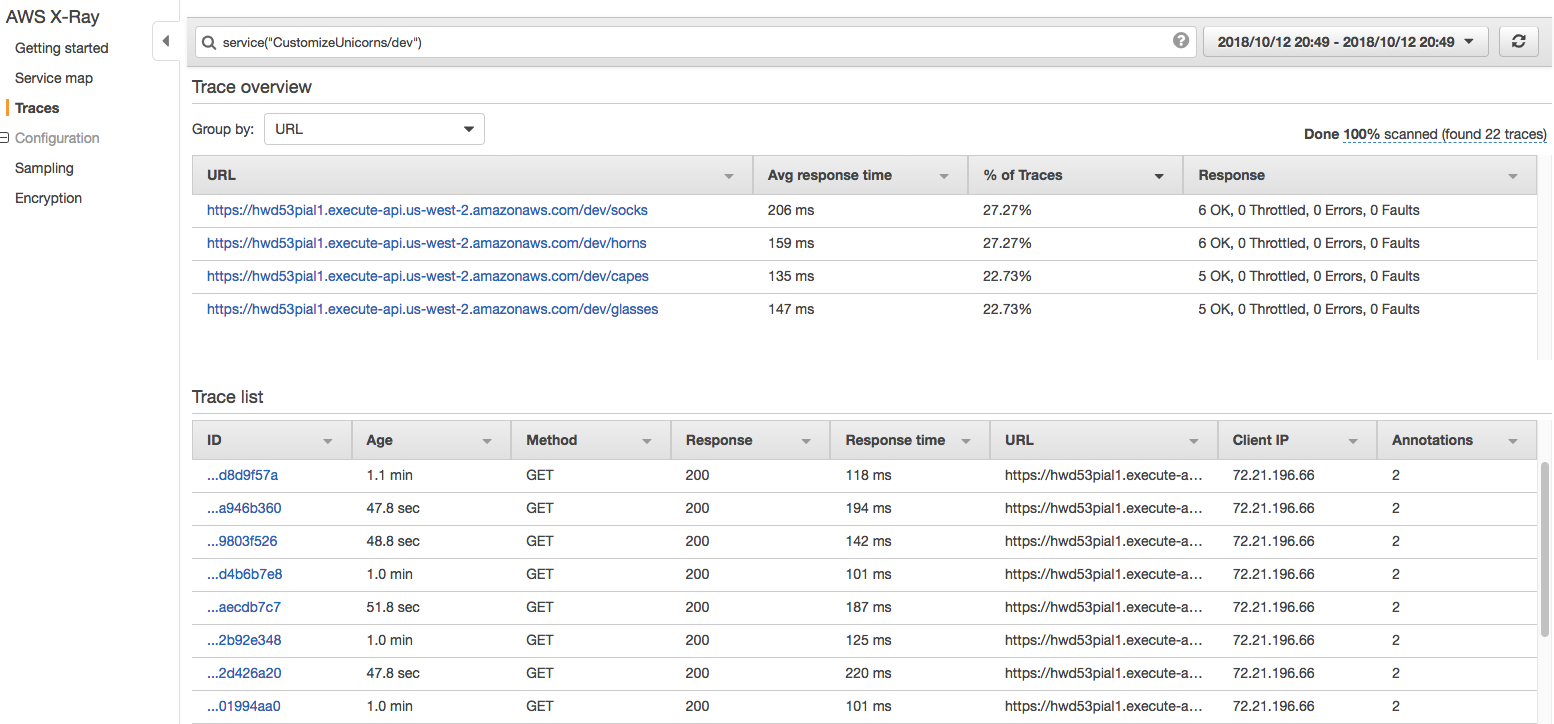 AWS X-Ray
Getting started
Service map
Traces
Configuration
Sampling
Encryption
service("CustomizeUnicorns/dev")
2018/10/12 20:49 - 2018/10/12 20:49
Trace overview
Group by: URL
Done 100% scanned (found 22 traces)
URL Avg response time % of Traces Response
https://hwd53pial1.execute-api.us-west-2.amazonaws.com/dev/socks 206 ms 27.27% 6 OK, 0 Throttled, 0 Errors, 0 Faults
https://hwd53pial1.execute-api.us-west-2.amazonaws.com/dev/horns 159 ms 27.27% 6 OK, 0 Throttled, 0 Errors, 0 Faults
https://hwd53pial1.execute-api.us-west-2.amazonaws.com/dev/capes 135 ms 22.73% 5 OK, 0 Throttled, 0 Errors, 0 Faults
https://hwd53pial1.execute-api.us-west-2.amazonaws.com/dev/glasses 147 ms 22.73% 5 OK, 0 Throttled, 0 Errors, 0 Faults
Trace list
ID Age Method Response Response time URL Client IP Annotations
...d8d9f57a 1.1 min GET 200 118 ms https://hwd53pial1.execute-a... 72.21.196.66 2
...a946b360 47.8 sec GET 200 194 ms https://hwd53pial1.execute-a... 72.21.196.66 2
...9803f526 48.8 sec GET 200 142 ms https://hwd53pial1.execute-a... 72.21.196.66 2
...d4b6b7e8 1.0 min GET 200 101 ms https://hwd53pial1.execute-a... 72.21.196.66 2
...aecdb7c7 51.8 sec GET 200 187 ms https://hwd53pial1.execute-a... 72.21.196.66 2
...2b92e348 1.0 min GET 200 125 ms https://hwd53pial1.execute-a... 72.21.196.66 2
...2d426a20 47.8 sec GET 200 220 ms https://hwd53pial1.execute-a... 72.21.196.66 2
...01994aa0 1.0 min GET 200 101 ms https://hwd53pial1.execute-a... 72.21.196.66 2